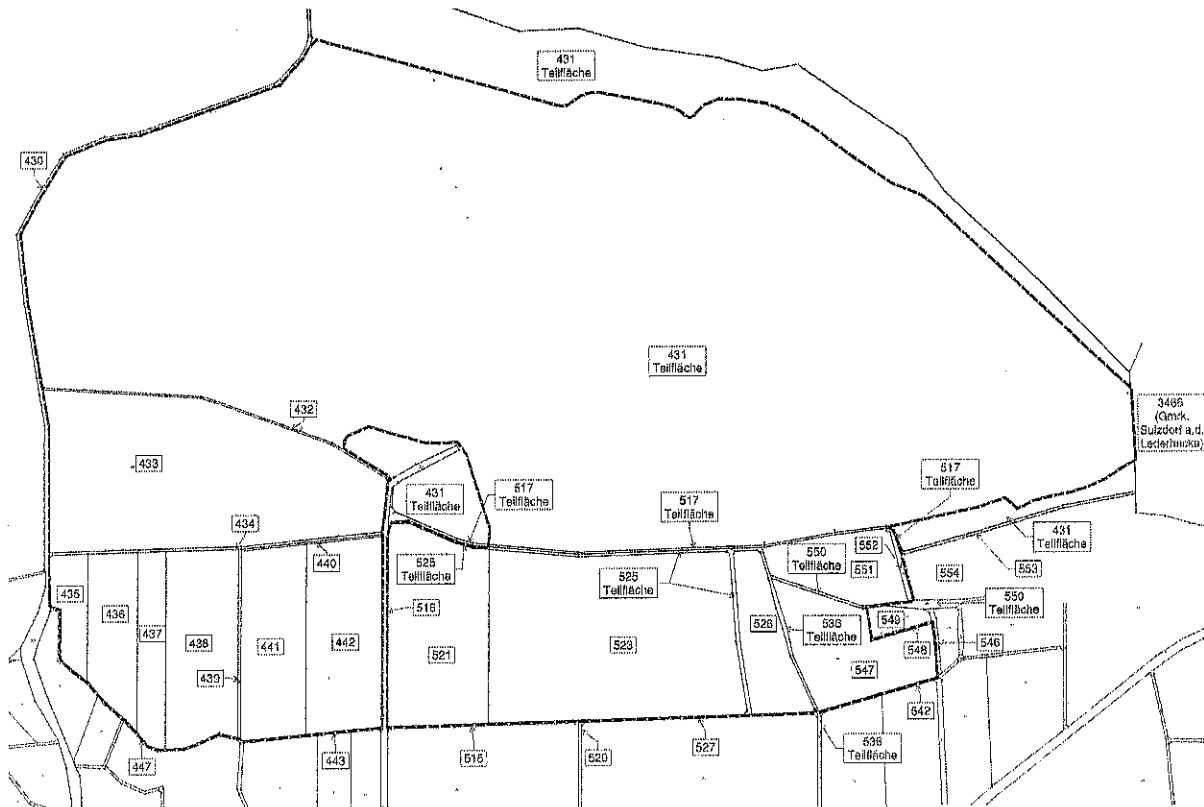 431
Teilfläche
430
431
Teilfläche
3466
(Gmrk.
Sulzdorf a.d.
Lederhecke)
432
433
431
Teilfläche
517
Teilfläche
517
Teilfläche
517
Teilfläche
431
Teilfläche
434
440
525
Teilfläche
525
Teilfläche
550
Teilfläche
552
551
554
553
550
Teilfläche
435
436
437
438
441
442
516
521
523
526
536
Teilfläche
549
548
546
547
439
542
447
443
515
520
527
536
Teilfläche